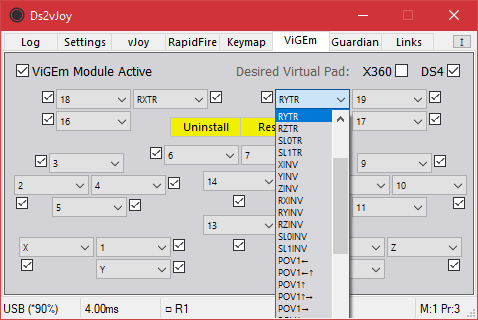 Ds2vJoy
Log Settings vJoy RapidFire Keymap ViGEm Guardian Links
ViGEm Module Active Desired Virtual Pad: X360 DS4
18 RXTR RYTR 19
16 17
Uninstall Res
3 6 7 9
2 4 14 10
5 11
13
X 1 Z
Y
RYTR
RZTR
SL0TR
SL1TR
XINV
YINV
ZINV
RXINV
RYINV
RZINV
SL0INV
SL1INV
POV1←
POV1←↑
POV1↑
POV1↑→
POV1→
USB (*90%) 4.00ms □ R1 M:1 Pr:3